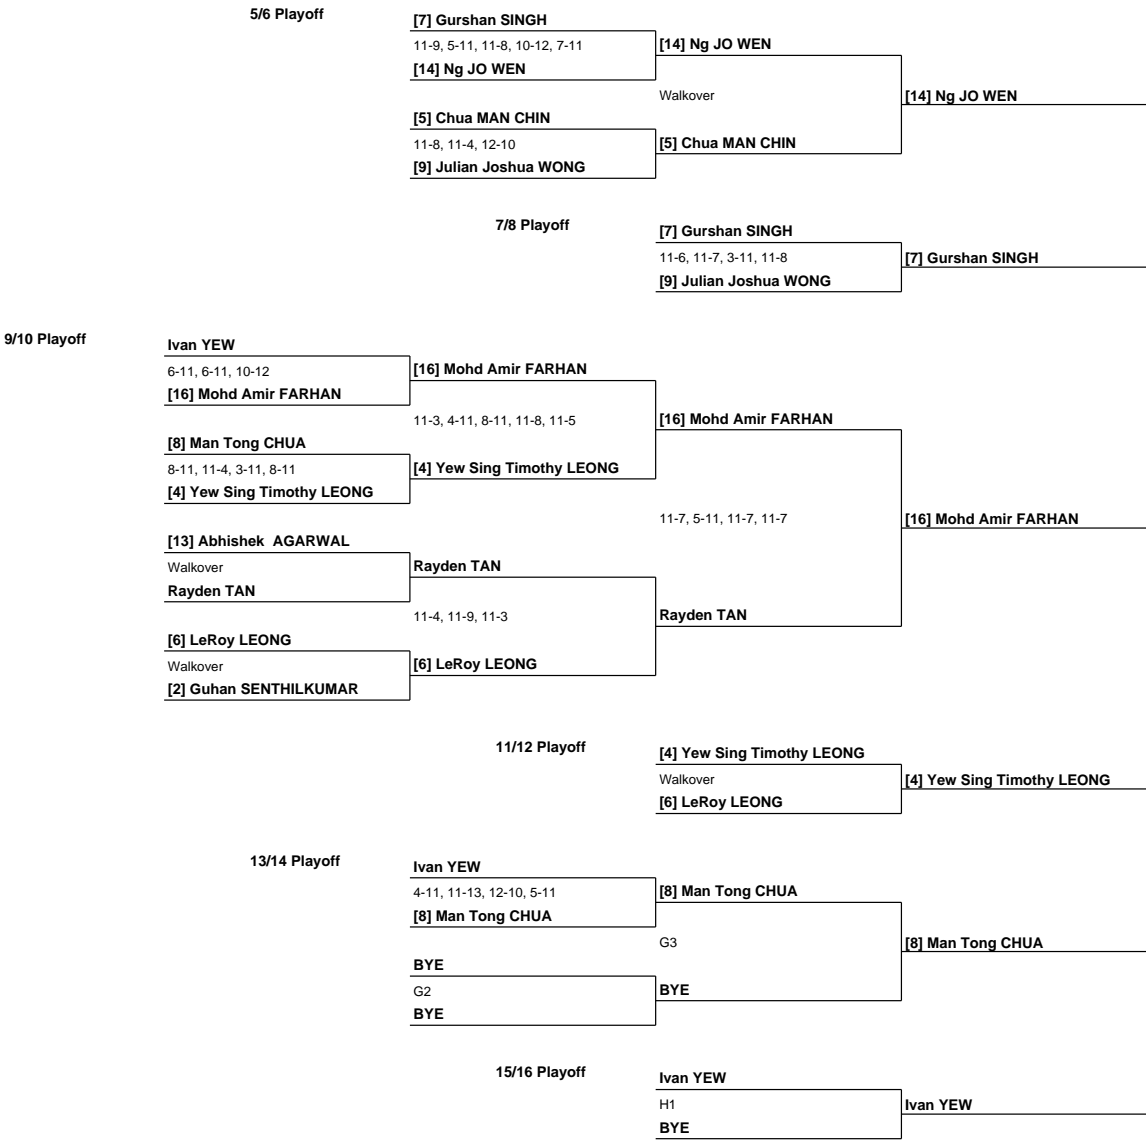 5/6 Playoff
[7] Gurshan SINGH
11-9, 5-11, 11-8, 10-12, 7-11
[14] Ng JO WEN
[14] Ng JO WEN
Walkover
[14] Ng JO WEN
[5] Chua MAN CHIN
11-8, 11-4, 12-10
[5] Chua MAN CHIN
[9] Julian Joshua WONG
7/8 Playoff
[7] Gurshan SINGH
11-6, 11-7, 3-11, 11-8
[7] Gurshan SINGH
[9] Julian Joshua WONG
9/10 Playoff
Ivan YEW
6-11, 6-11, 10-12
[16] Mohd Amir FARHAN
[16] Mohd Amir FARHAN
11-3, 4-11, 8-11, 11-8, 11-5
[16] Mohd Amir FARHAN
[8] Man Tong CHUA
8-11, 11-4, 3-11, 8-11
[4] Yew Sing Timothy LEONG
[4] Yew Sing Timothy LEONG
11-7, 5-11, 11-7, 11-7
[16] Mohd Amir FARHAN
[13] Abhishek  AGARWAL
Walkover
Rayden TAN
Rayden TAN
11-4, 11-9, 11-3
Rayden TAN
[6] LeRoy LEONG
Walkover
[6] LeRoy LEONG
[2] Guhan SENTHILKUMAR
11/12 Playoff
[4] Yew Sing Timothy LEONG
Walkover
[4] Yew Sing Timothy LEONG
[6] LeRoy LEONG
13/14 Playoff
Ivan YEW
4-11, 11-13, 12-10, 5-11
[8] Man Tong CHUA
[8] Man Tong CHUA
G3
[8] Man Tong CHUA
BYE
G2
BYE
BYE
15/16 Playoff
Ivan YEW
H1
Ivan YEW
BYE